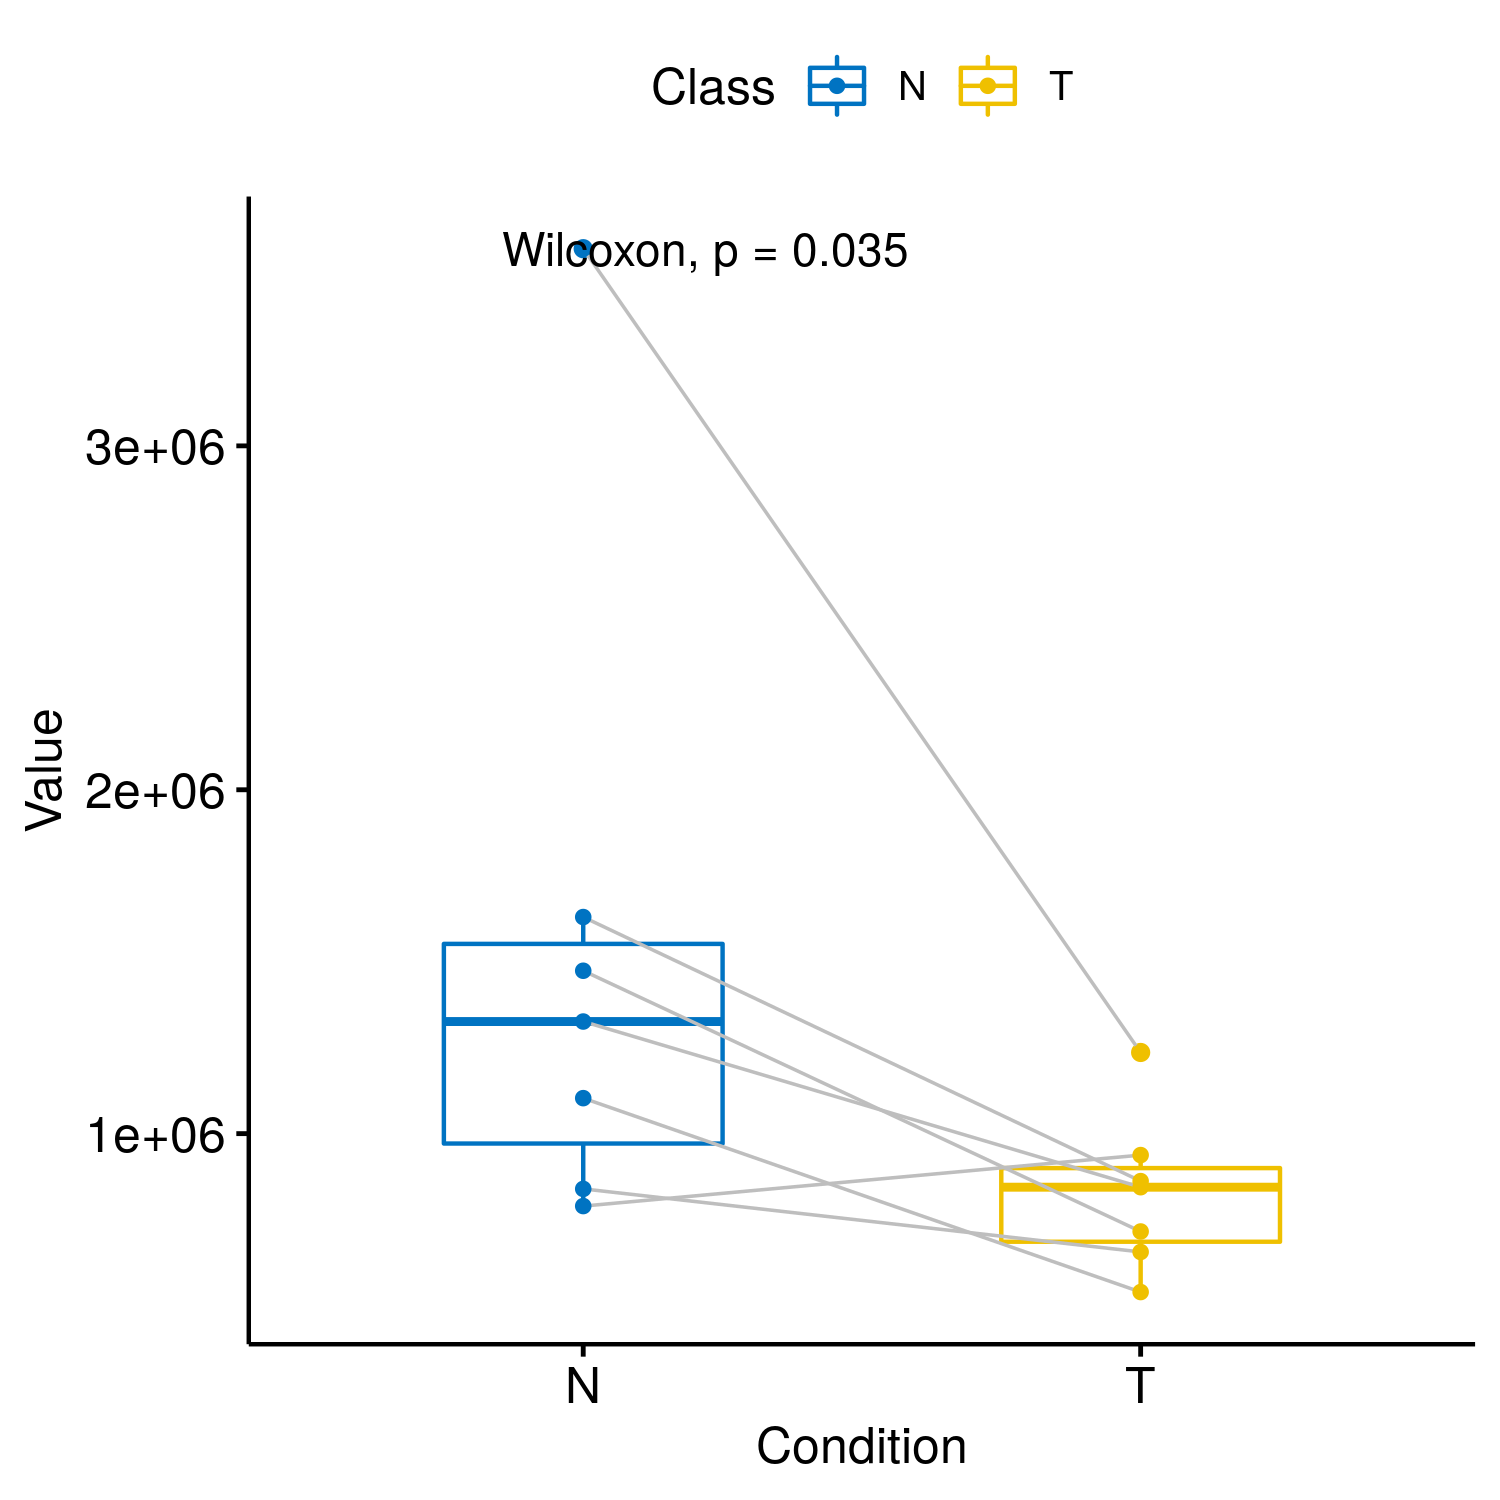 Class N T
Wilcoxon, p = 0.035
3e+06
2e+06
1e+06
Value
N T
Condition